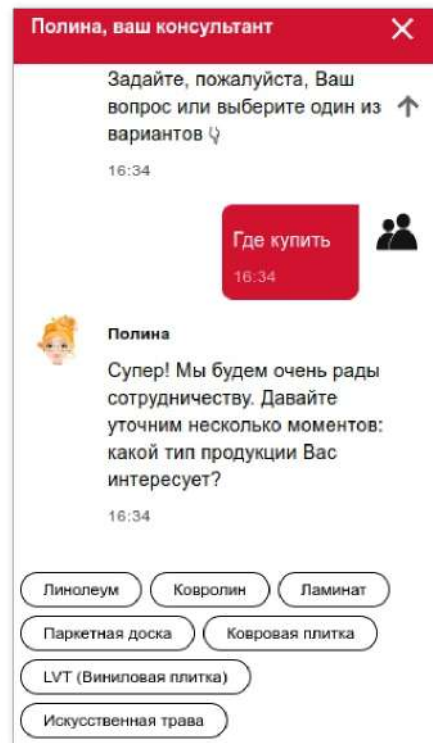 Полина, ваш консультант
Задайте, пожалуйста, Ваш
вопрос или выберите один из
вариантов
16:34
Где купить
16:34
Полина
Супер! Мы будем очень рады
сотрудничеству. Давайте
уточним несколько моментов:
какой тип продукции Вас
интересует?
16:34
Линолеум Ковролин Ламинат
Паркетная доска Ковровая плитка
LVT (Виниловая плитка)
Искусственная трава